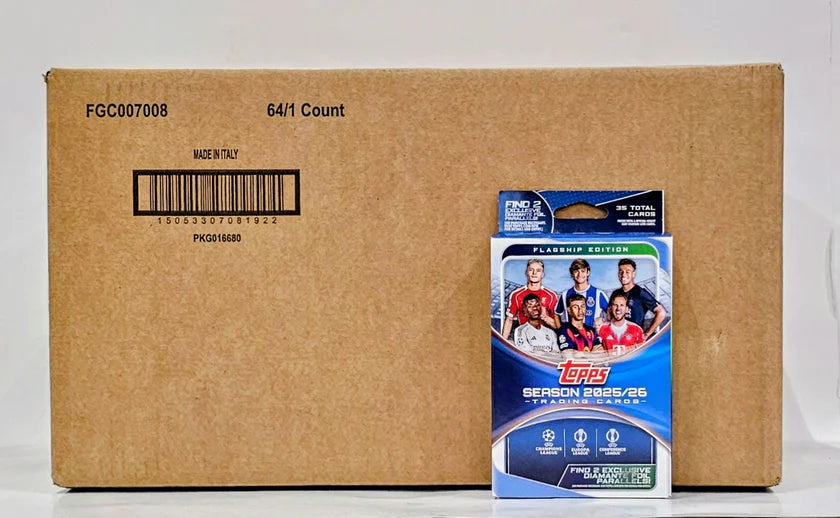 FGC007008
64/1 Count
MADE IN ITALY
15053307081922
PKG016680
FIND 2
EXCLUSIVE
DIAMANTE FOIL
PARALLELS!
35 TOTAL
CARDS
FLAGSHIP EDITION
topps
SEASON 2025/26
-TRADING CARDS-
CHAMPIONS
LEAGUE
EUROPA
LEAGUE
CONFERENCE
LEAGUE
FIND 2 EXCLUSIVE
DIAMANTE FOIL
PARALLELS!